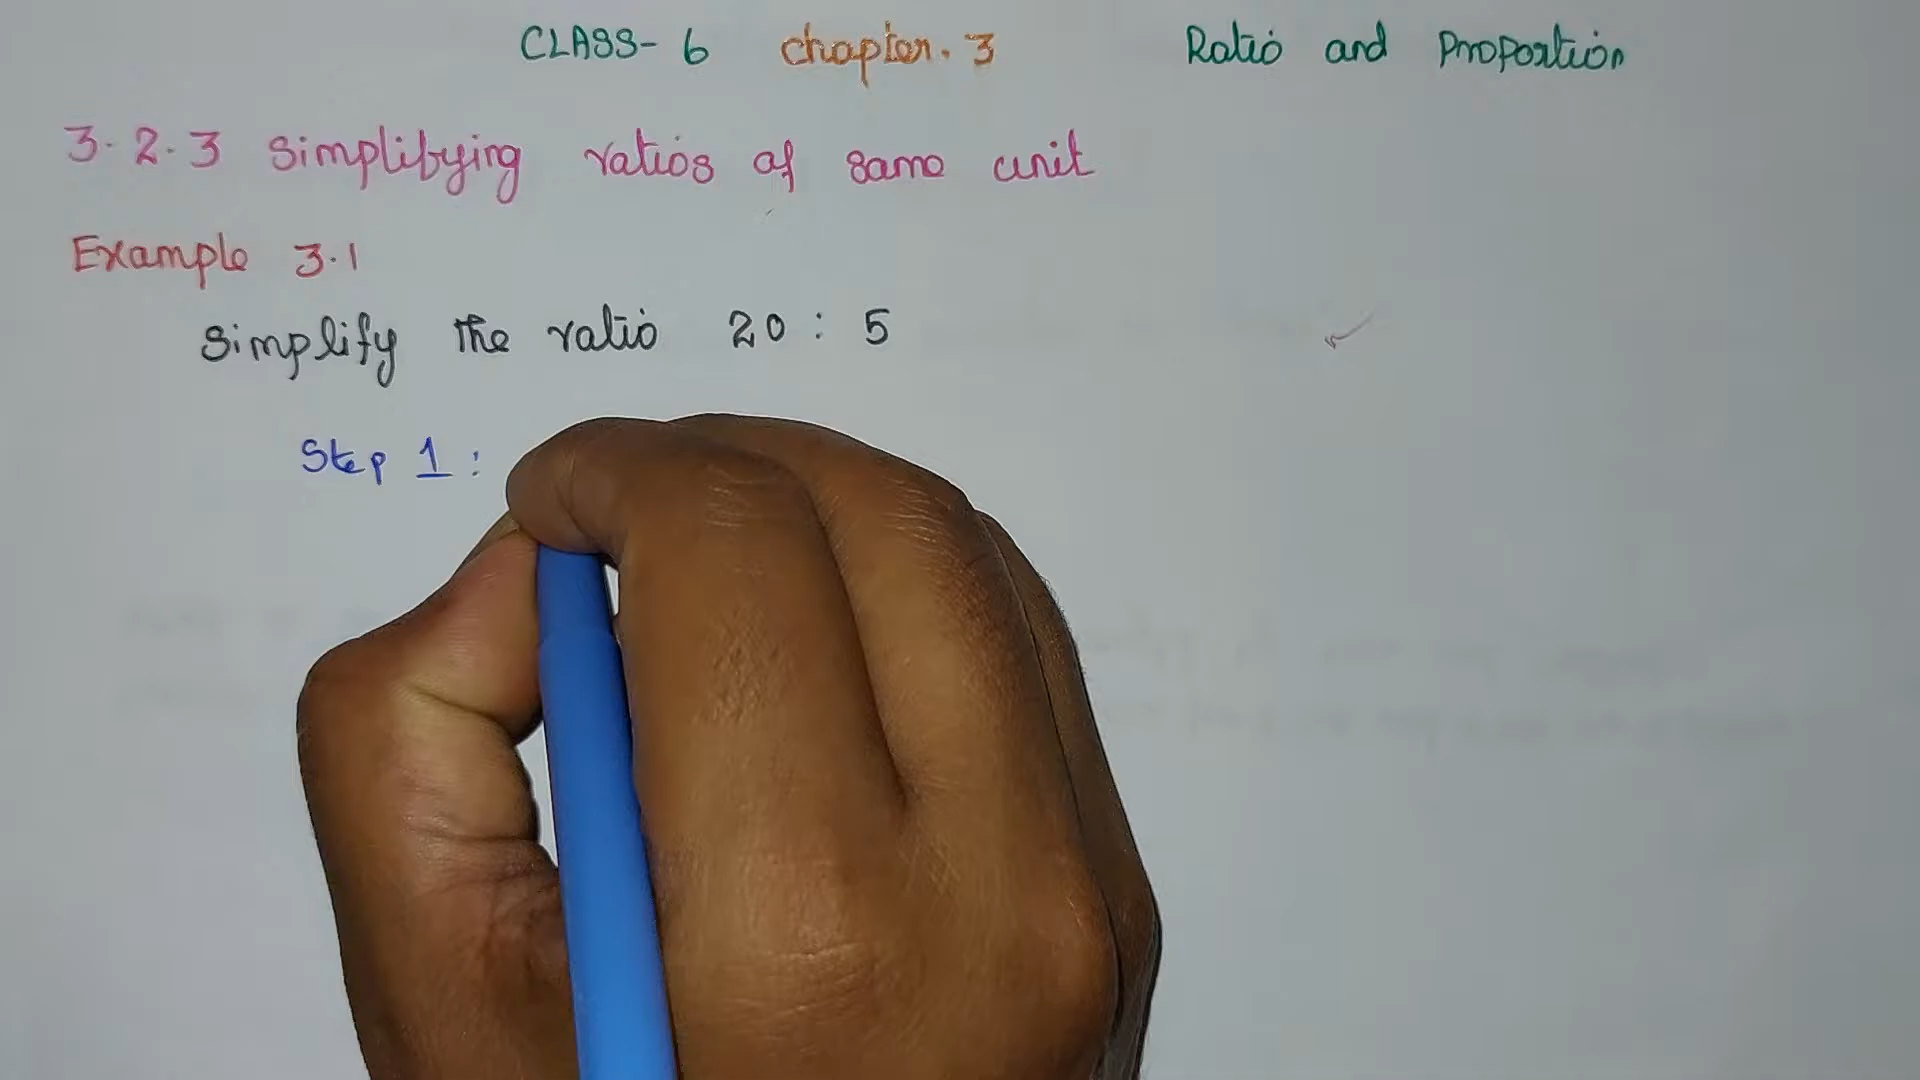 CLASS- 6 chapter. 3 Ratio and Proportion
3.2.3 Simplifying ratios of same unit
Example 3.1
Simplify the ratio 20 : 5
Step 1 :